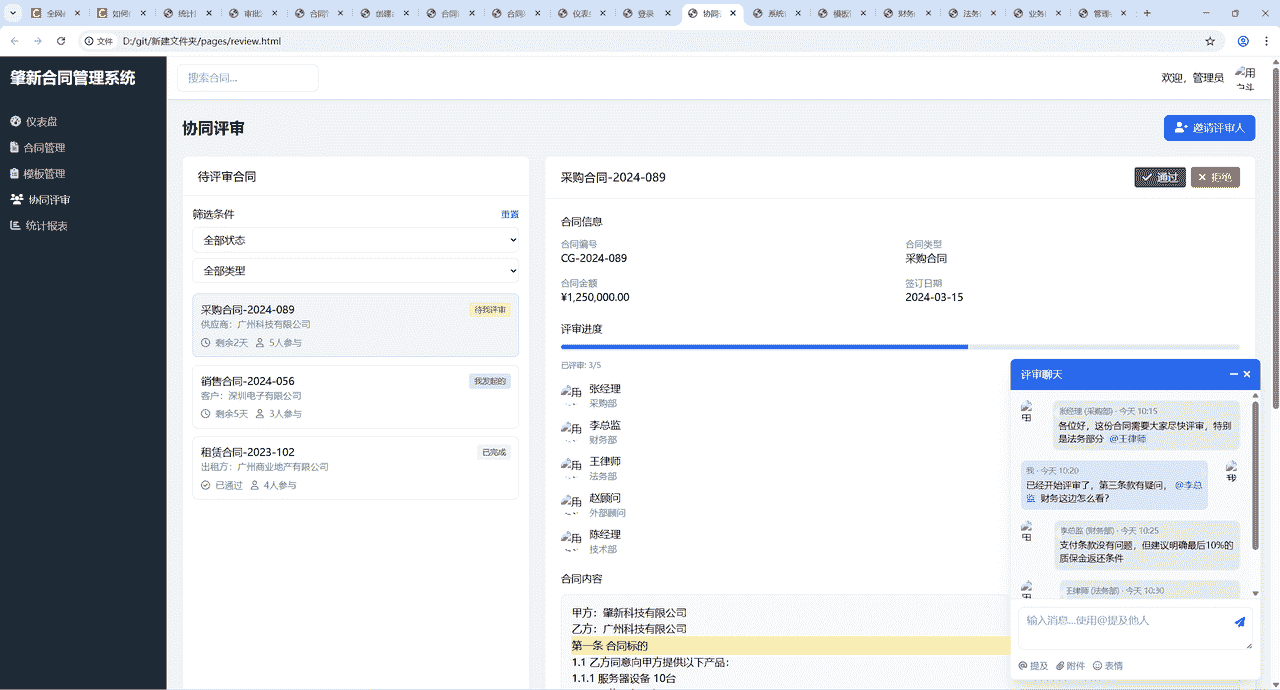 全网
如何
统计
审批
合同
创建
合同
合同
仪表
登录
协同
系统
模板
财务
法务
业务
管理
文件 D:/git/新建文件夹/pages/review.html
肇新合同管理系统
搜索合同...
欢迎，管理员
仪表盘
合同管理
模板管理
协同评审
统计报表
协同评审
邀请评审人
待评审合同
筛选条件 重置
全部状态
全部类型
采购合同-2024-089 待我评审
供应商：广州科技有限公司
剩余2天 5人参与
销售合同-2024-056 我发起的
客户：深圳电子有限公司
剩余5天 3人参与
租赁合同-2023-102 已完成
出租方：广州商业地产有限公司
已通过 4人参与
采购合同-2024-089
通过 拒绝
合同信息
合同编号 合同类型
CG-2024-089 采购合同
合同金额 签订日期
¥1,250,000.00 2024-03-15
评审进度
已评审: 3/5
张经理
采购部
李总监
财务部
王律师
法务部
赵顾问
外部顾问
陈经理
技术部
合同内容
甲方：肇新科技有限公司
乙方：广州科技有限公司
第一条 合同标的
1.1 乙方同意向甲方提供以下产品：
1.1.1 服务器设备 10台
评审聊天
张经理 (采购部) · 今天 10:15
各位好，这份合同需要大家尽快评审，特别
是法务部分 @王律师
我 · 今天 10:20
已经开始评审了，第三条款有疑问，@李总
监 财务这边怎么看？
李总监 (财务部) · 今天 10:25
支付条款没有问题，但建议明确最后10%的
质保金返还条件
王律师 (法务部) · 今天 10:30
输入消息...使用@提及他人
提及 附件 表情